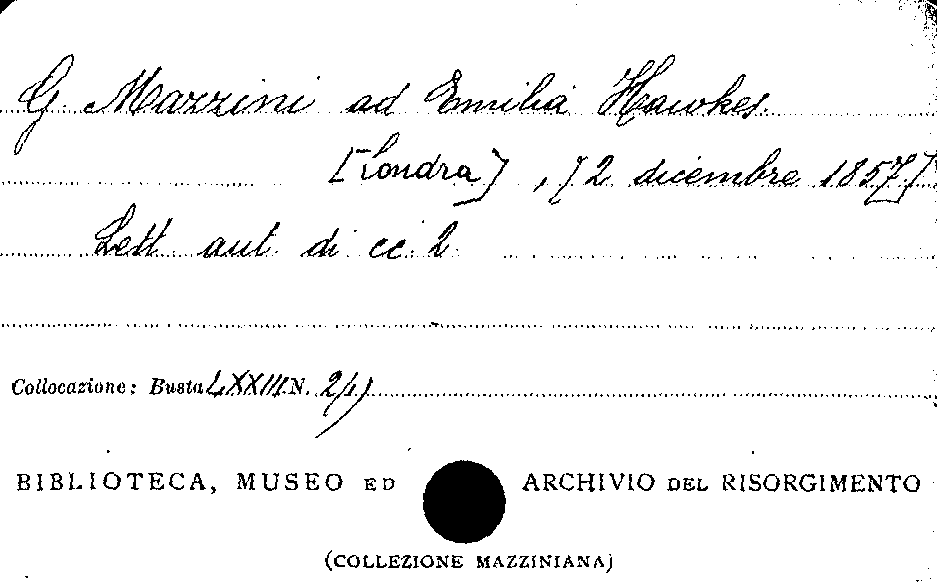 G. Mazzini ad Emilia Hawkes.
[Londra], [2 dicembre 1857]
Lett. aut. di cc. 2
Collocazione: Busta LXXIII N.
BIBLIOTECA, MUSEO ED ARCHIVIO DEL RISORGIMENTO
(COLLEZIONE MAZZINIANA)